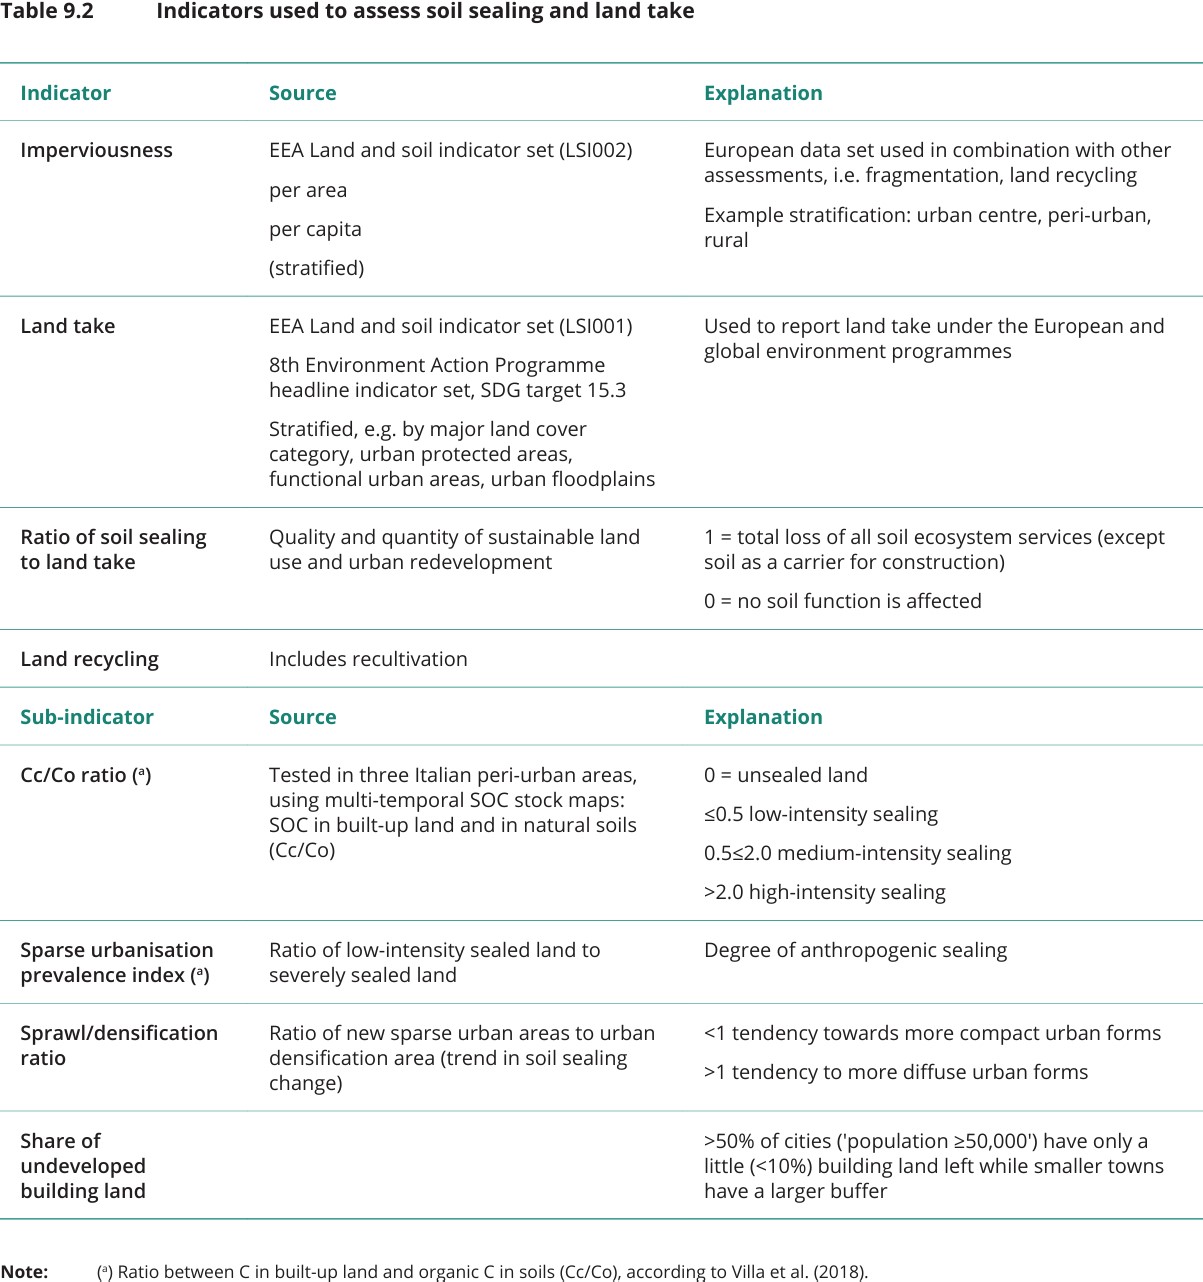 Table 9.2 Indicators used to assess soil sealing and land take
Indicator Source Explanation
Imperviousness
EEA Land and soil indicator set (LSI002)
per area
per capita
(stratified)
European data set used in combination with other
assessments, i.e. fragmentation, land recycling
Example stratification: urban centre, peri-urban,
rural
Land take
EEA Land and soil indicator set (LSI001)
8th Environment Action Programme
headline indicator set, SDG target 15.3
Stratified, e.g. by major land cover
category, urban protected areas,
functional urban areas, urban floodplains
Used to report land take under the European and
global environment programmes
Ratio of soil sealing
to land take
Quality and quantity of sustainable land
use and urban redevelopment
1 = total loss of all soil ecosystem services (except
soil as a carrier for construction)
0 = no soil function is affected
Land recycling
Includes recultivation
Sub-indicator Source Explanation
Cc/Co ratio (ᵃ)
Tested in three Italian peri-urban areas,
using multi-temporal SOC stock maps:
SOC in built-up land and in natural soils
(Cc/Co)
0 = unsealed land
≤0.5 low-intensity sealing
0.5≤2.0 medium-intensity sealing
>2.0 high-intensity sealing
Sparse urbanisation
prevalence index (ᵃ)
Ratio of low-intensity sealed land to
severely sealed land
Degree of anthropogenic sealing
Sprawl/densification
ratio
Ratio of new sparse urban areas to urban
densification area (trend in soil sealing
change)
<1 tendency towards more compact urban forms
>1 tendency to more diffuse urban forms
Share of
undeveloped
building land
>50% of cities ('population ≥50,000') have only a
little (<10%) building land left while smaller towns
have a larger buffer
Note: (ᵃ) Ratio between C in built-up land and organic C in soils (Cc/Co), according to Villa et al. (2018).